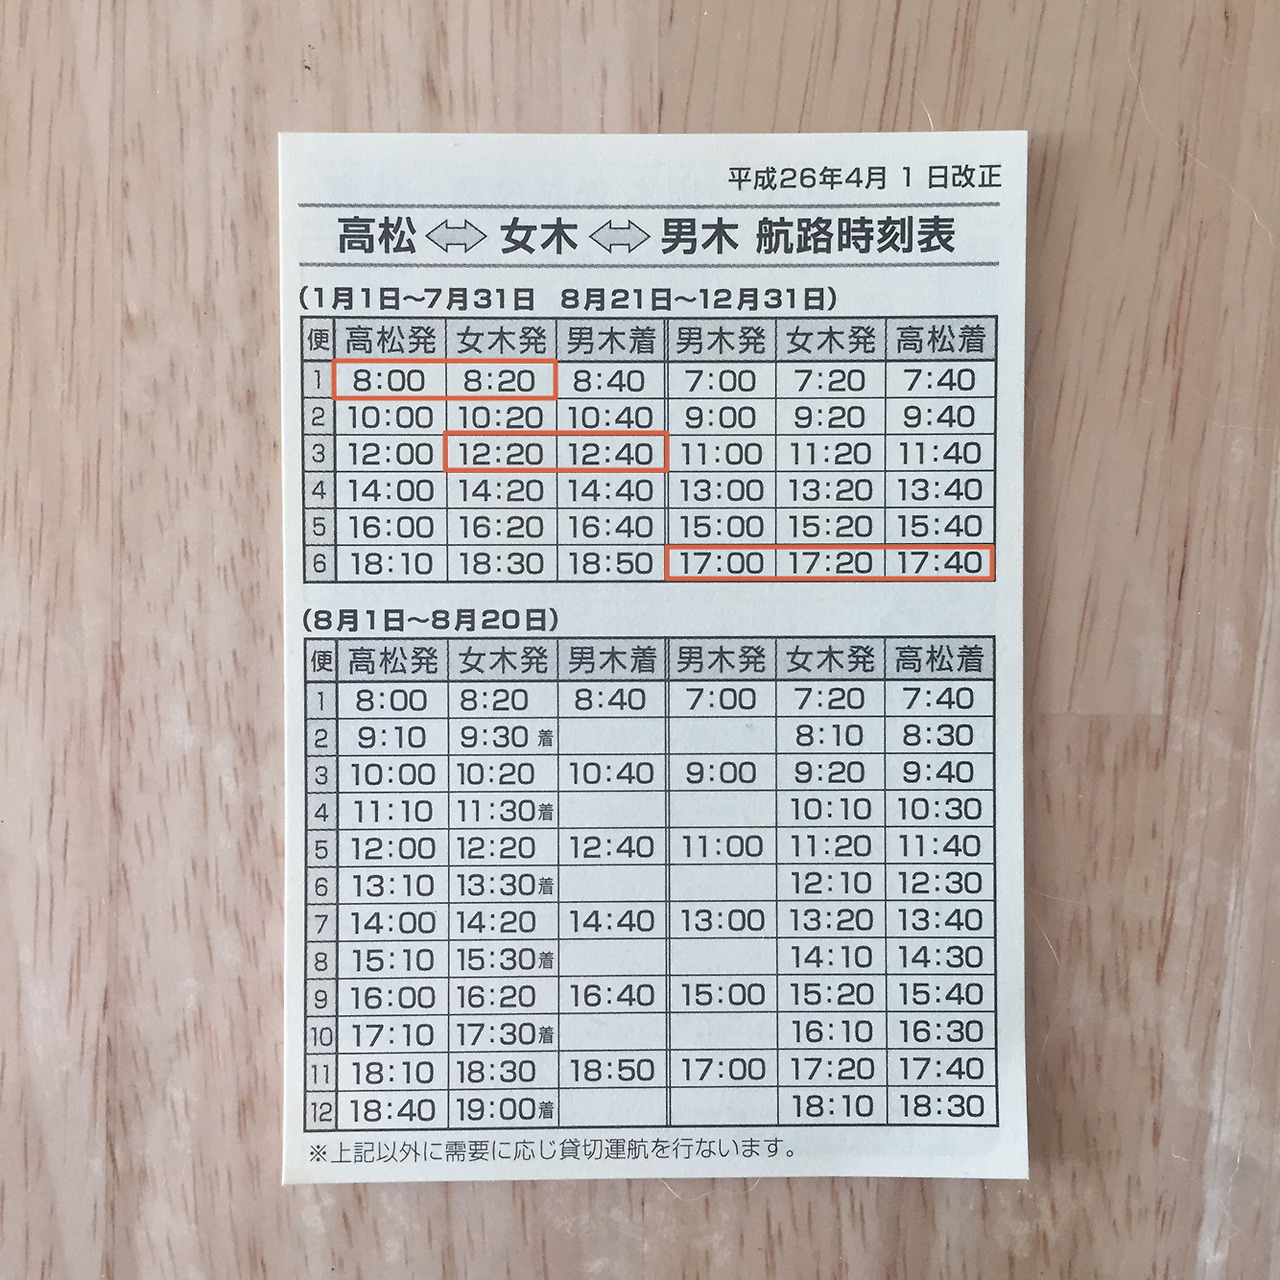 平成26年4月1日改正
高松⇔女木⇔男木 航路時刻表
(1月1日～7月31日 8月21日～12月31日)
便 高松発 女木発 男木着 男木発 女木発 高松着
1 8:00 8:20 8:40 7:00 7:20 7:40
2 10:00 10:20 10:40 9:00 9:20 9:40
3 12:00 12:20 12:40 11:00 11:20 11:40
4 14:00 14:20 14:40 13:00 13:20 13:40
5 16:00 16:20 16:40 15:00 15:20 15:40
6 18:10 18:30 18:50 17:00 17:20 17:40
(8月1日～8月20日)
便 高松発 女木発 男木着 男木発 女木発 高松着
1 8:00 8:20 8:40 7:00 7:20 7:40
2 9:10 9:30着 8:10 8:30
3 10:00 10:20 10:40 9:00 9:20 9:40
4 11:10 11:30着 10:10 10:30
5 12:00 12:20 12:40 11:00 11:20 11:40
6 13:10 13:30着 12:10 12:30
7 14:00 14:20 14:40 13:00 13:20 13:40
8 15:10 15:30着 14:10 14:30
9 16:00 16:20 16:40 15:00 15:20 15:40
10 17:10 17:30着 16:10 16:30
11 18:10 18:30 18:50 17:00 17:20 17:40
12 18:40 19:00着 18:10 18:30
※上記以外に需要に応じ貸切運航を行ないます。